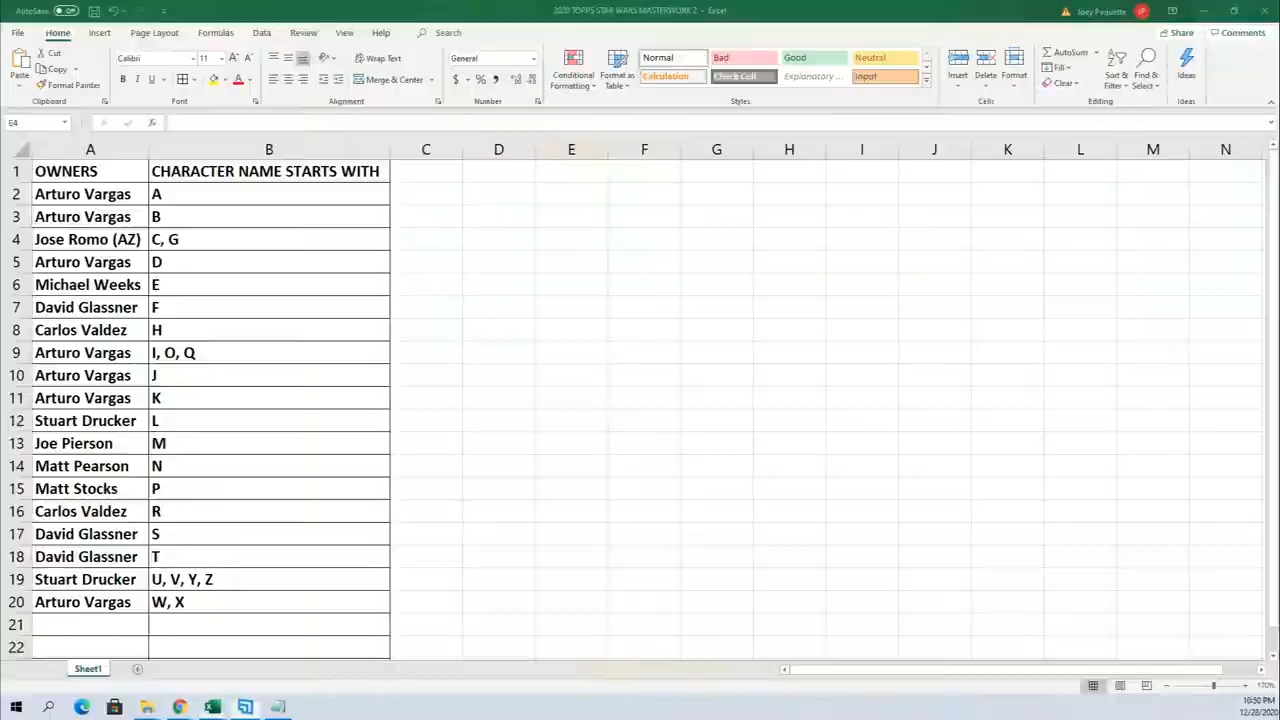 AutoSave Off 2020 TOPPS STAR WARS MASTERWORK 2 - Excel Joey Paquette
File Home Insert Page Layout Formulas Data Review View Help Search Share Comments
Paste Cut Copy Format Painter
Calibri 11
B I U
Wrap Text
Merge & Center
General
$ %
Conditional Formatting
Format as Table
Normal Bad Good Neutral
Calculation Check Cell Explanatory ... Input
Insert Delete Format
AutoSum Fill Clear
Sort & Filter
Find & Select
Ideas
Clipboard Font Alignment Number Styles Cells Editing Ideas
E4 fx
A B C D E F G H I J K L M N
1 OWNERS CHARACTER NAME STARTS WITH
2 Arturo Vargas A
3 Arturo Vargas B
4 Jose Romo (AZ) C, G
5 Arturo Vargas D
6 Michael Weeks E
7 David Glassner F
8 Carlos Valdez H
9 Arturo Vargas I, O, Q
10 Arturo Vargas J
11 Arturo Vargas K
12 Stuart Drucker L
13 Joe Pierson M
14 Matt Pearson N
15 Matt Stocks P
16 Carlos Valdez R
17 David Glassner S
18 David Glassner T
19 Stuart Drucker U, V, Y, Z
20 Arturo Vargas W, X
21
22
Sheet1
170%
10:50 PM
12/28/2020